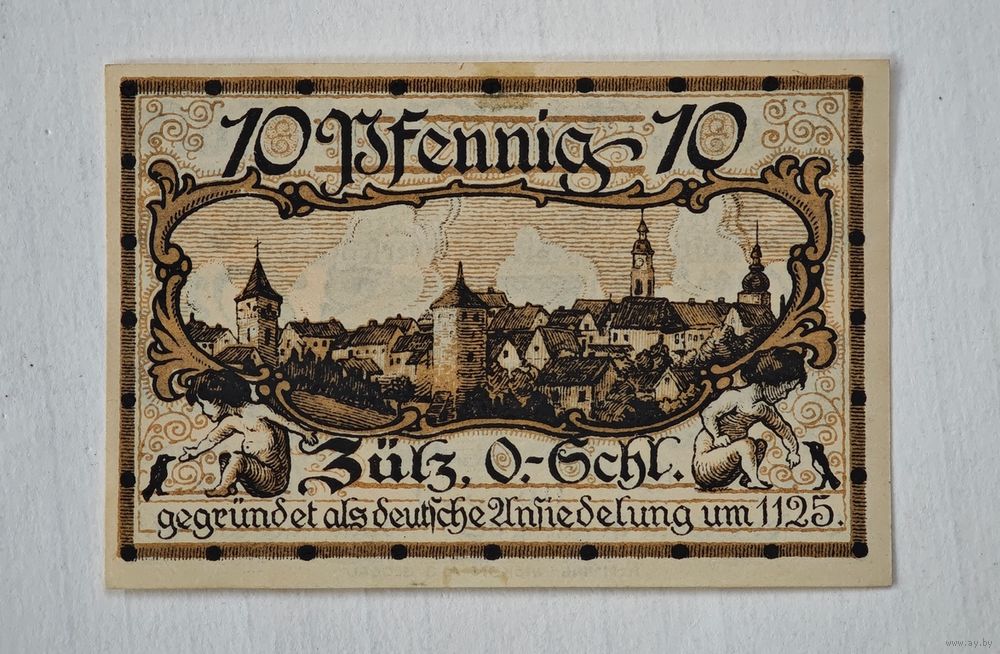 10 Pfennig 10
Zülz, O.-Schl.
gegründet als deutsche Ansiedelung um 1125.
www.ay.by